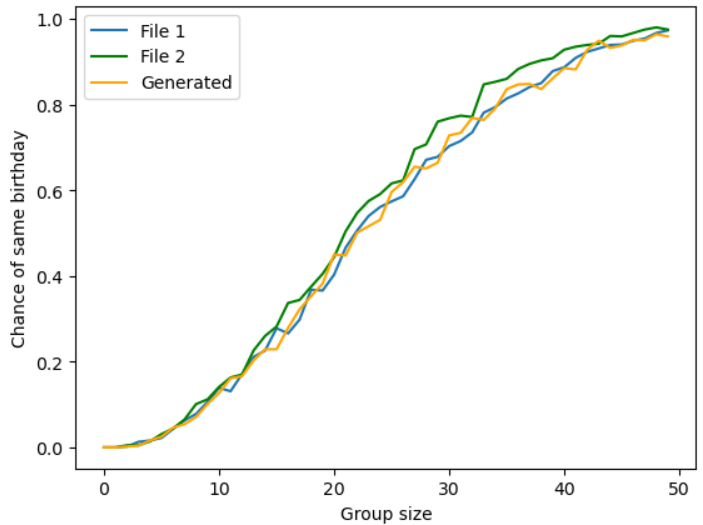 1.0
0.8
0.6
0.4
0.2
0.0
Chance of same birthday
File 1
File 2
Generated
0 10 20 30 40 50
Group size